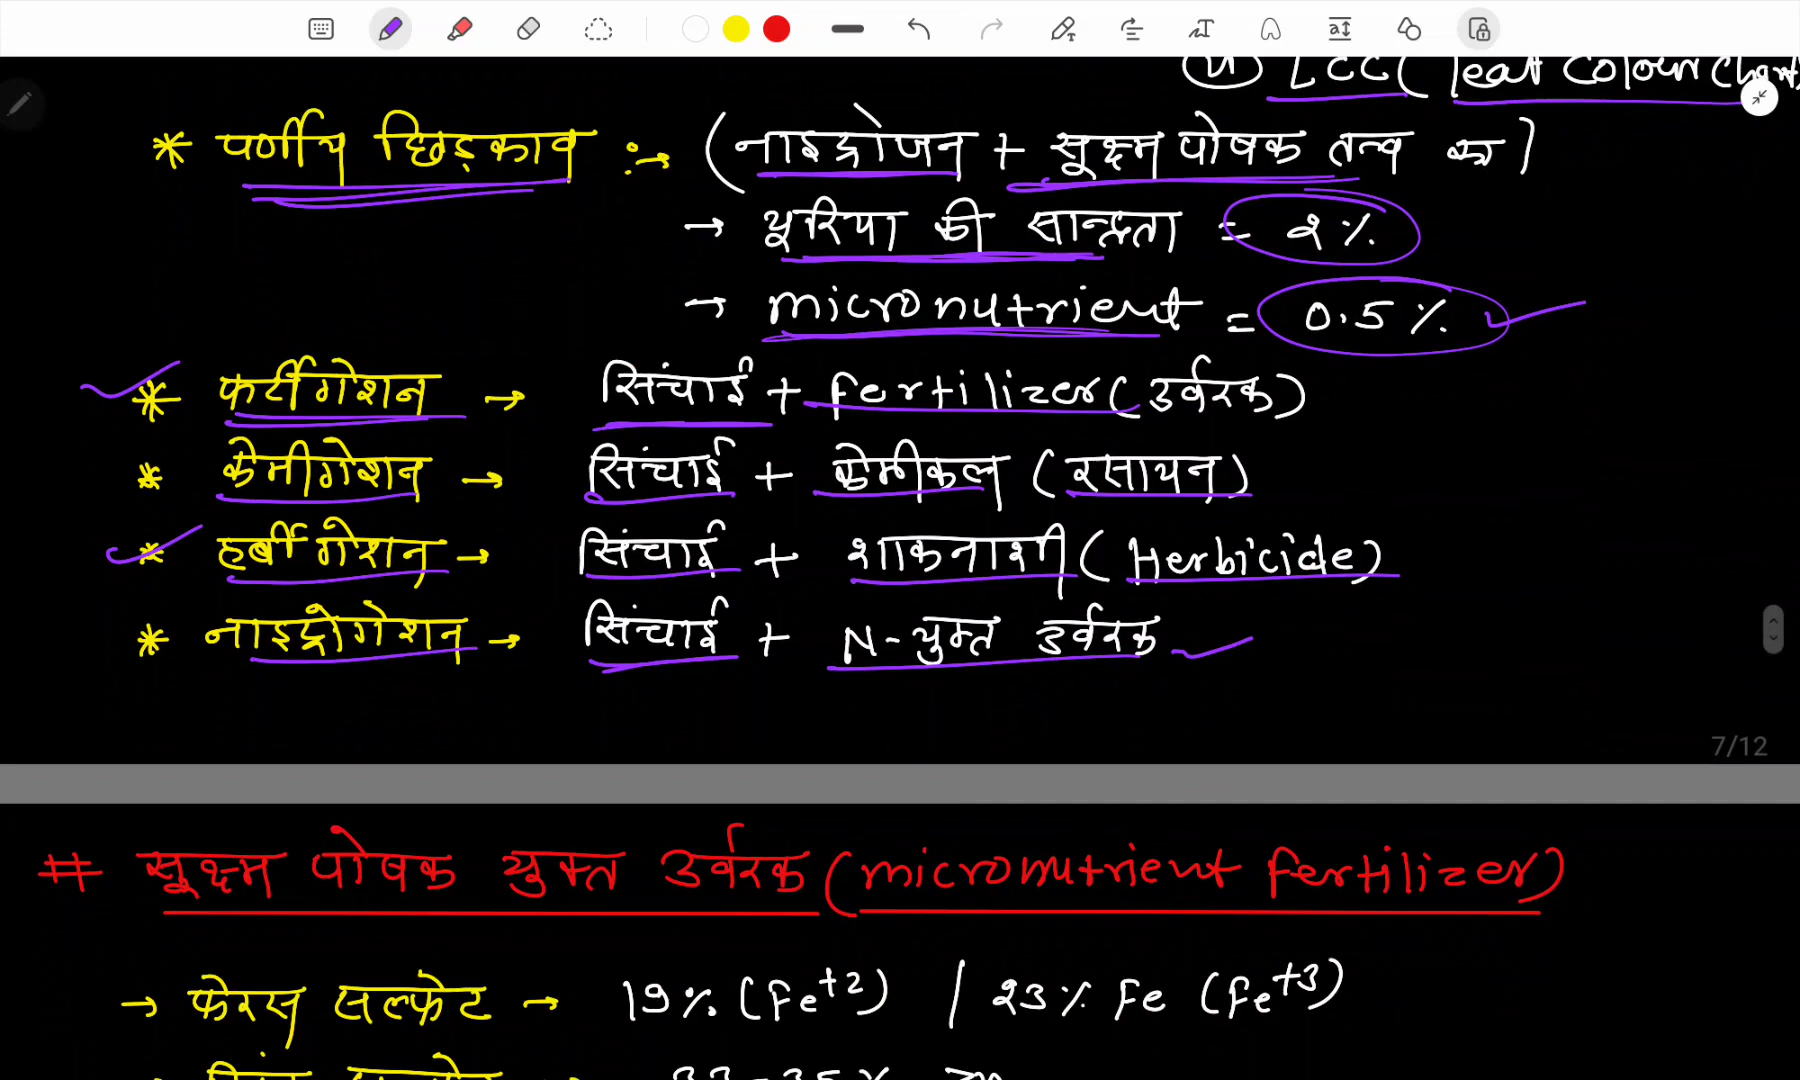 (ii) LCC( leaf Colour Chart)
* पर्णीय छिड़काव :→ (नाइट्रोजन + सूक्ष्म पोषक तत्व का)
→ यूरिया की सान्द्रता = 2%
→ micronutrient = 0.5%
* फर्टीगेशन → सिंचाई + fertilizer (उर्वरक)
* केमीगेशन → सिंचाई + केमीकल (रसायन)
* हर्बीगेशन → सिंचाई + शाकनाशी (Herbicide)
* नाइट्रोगेशन → सिंचाई + N-युक्त उर्वरक
7/12
# सूक्ष्म पोषक युक्त उर्वरक (micronutrient fertilizer)
→ फेरस सल्फेट → 19% (Fe+2) / 23% Fe (Fe+3)